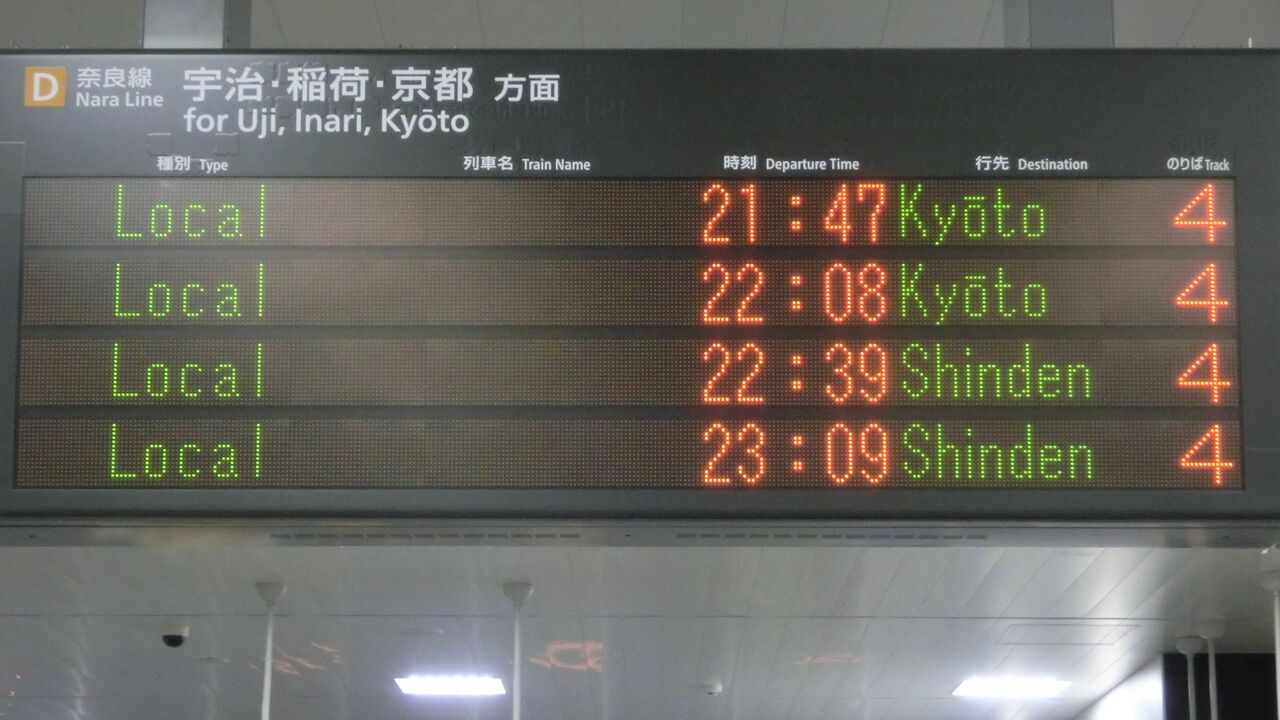 D 奈良線 宇治・稲荷・京都 方面
Nara Line for Uji, Inari, Kyōto
種別 Type 列車名 Train Name 時刻 Departure Time 行先 Destination のりば Track
Local 21:47 Kyōto 4
Local 22:08 Kyōto 4
Local 22:39 Shinden 4
Local 23:09 Shinden 4